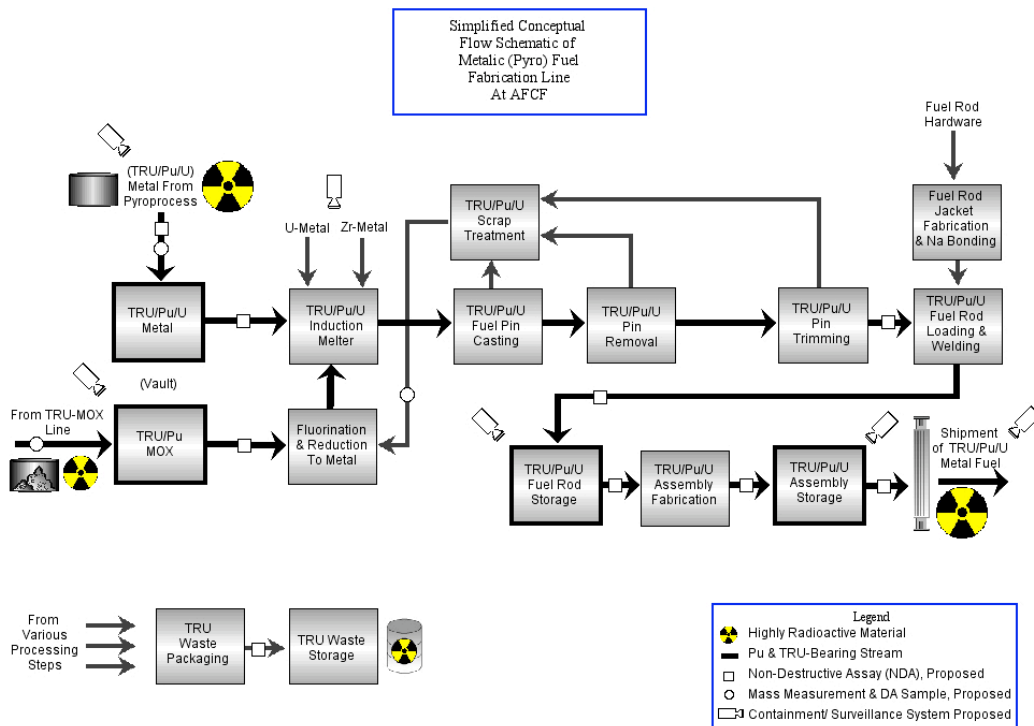 Simplified Conceptual
Flow Schematic of
Metalic (Pyro) Fuel
Fabrication Line
At AFCF
Fuel Rod
Hardware
(TRU/Pu/U)
Metal From
Pyroprocess
U-Metal
Zr-Metal
TRU/Pu/U
Scrap
Treatment
Fuel Rod
Jacket
Fabrication
& Na Bonding
TRU/Pu/U
Metal
TRU/Pu/U
Induction
Melter
TRU/Pu/U
Fuel Pin
Casting
TRU/Pu/U
Pin
Removal
TRU/Pu/U
Pin
Trimming
TRU/Pu/U
Fuel Rod
Loading &
Welding
(Vault)
From TRU-MOX
Line
TRU/Pu
MOX
Fluorination
& Reduction
To Metal
TRU/Pu/U
Fuel Rod
Storage
TRU/Pu/U
Assembly
Fabrication
TRU/Pu/U
Assembly
Storage
Shipment
of TRU/Pu/U
Metal Fuel
From
Various
Processing
Steps
TRU
Waste
Packaging
TRU Waste
Storage
Legend
Highly Radioactive Material
Pu & TRU-Bearing Stream
Non-Destructive Assay (NDA), Proposed
Mass Measurement & DA Sample, Proposed
Containment/ Surveillance System Proposed